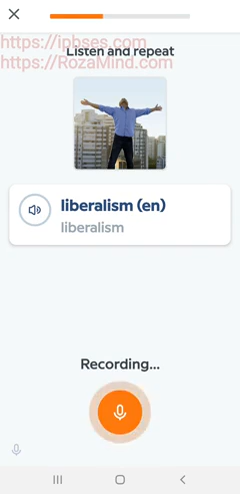 https://ipbses.com
Listen and repeat
https://RozaMind.com
liberalism (en)
liberalism
Recording...